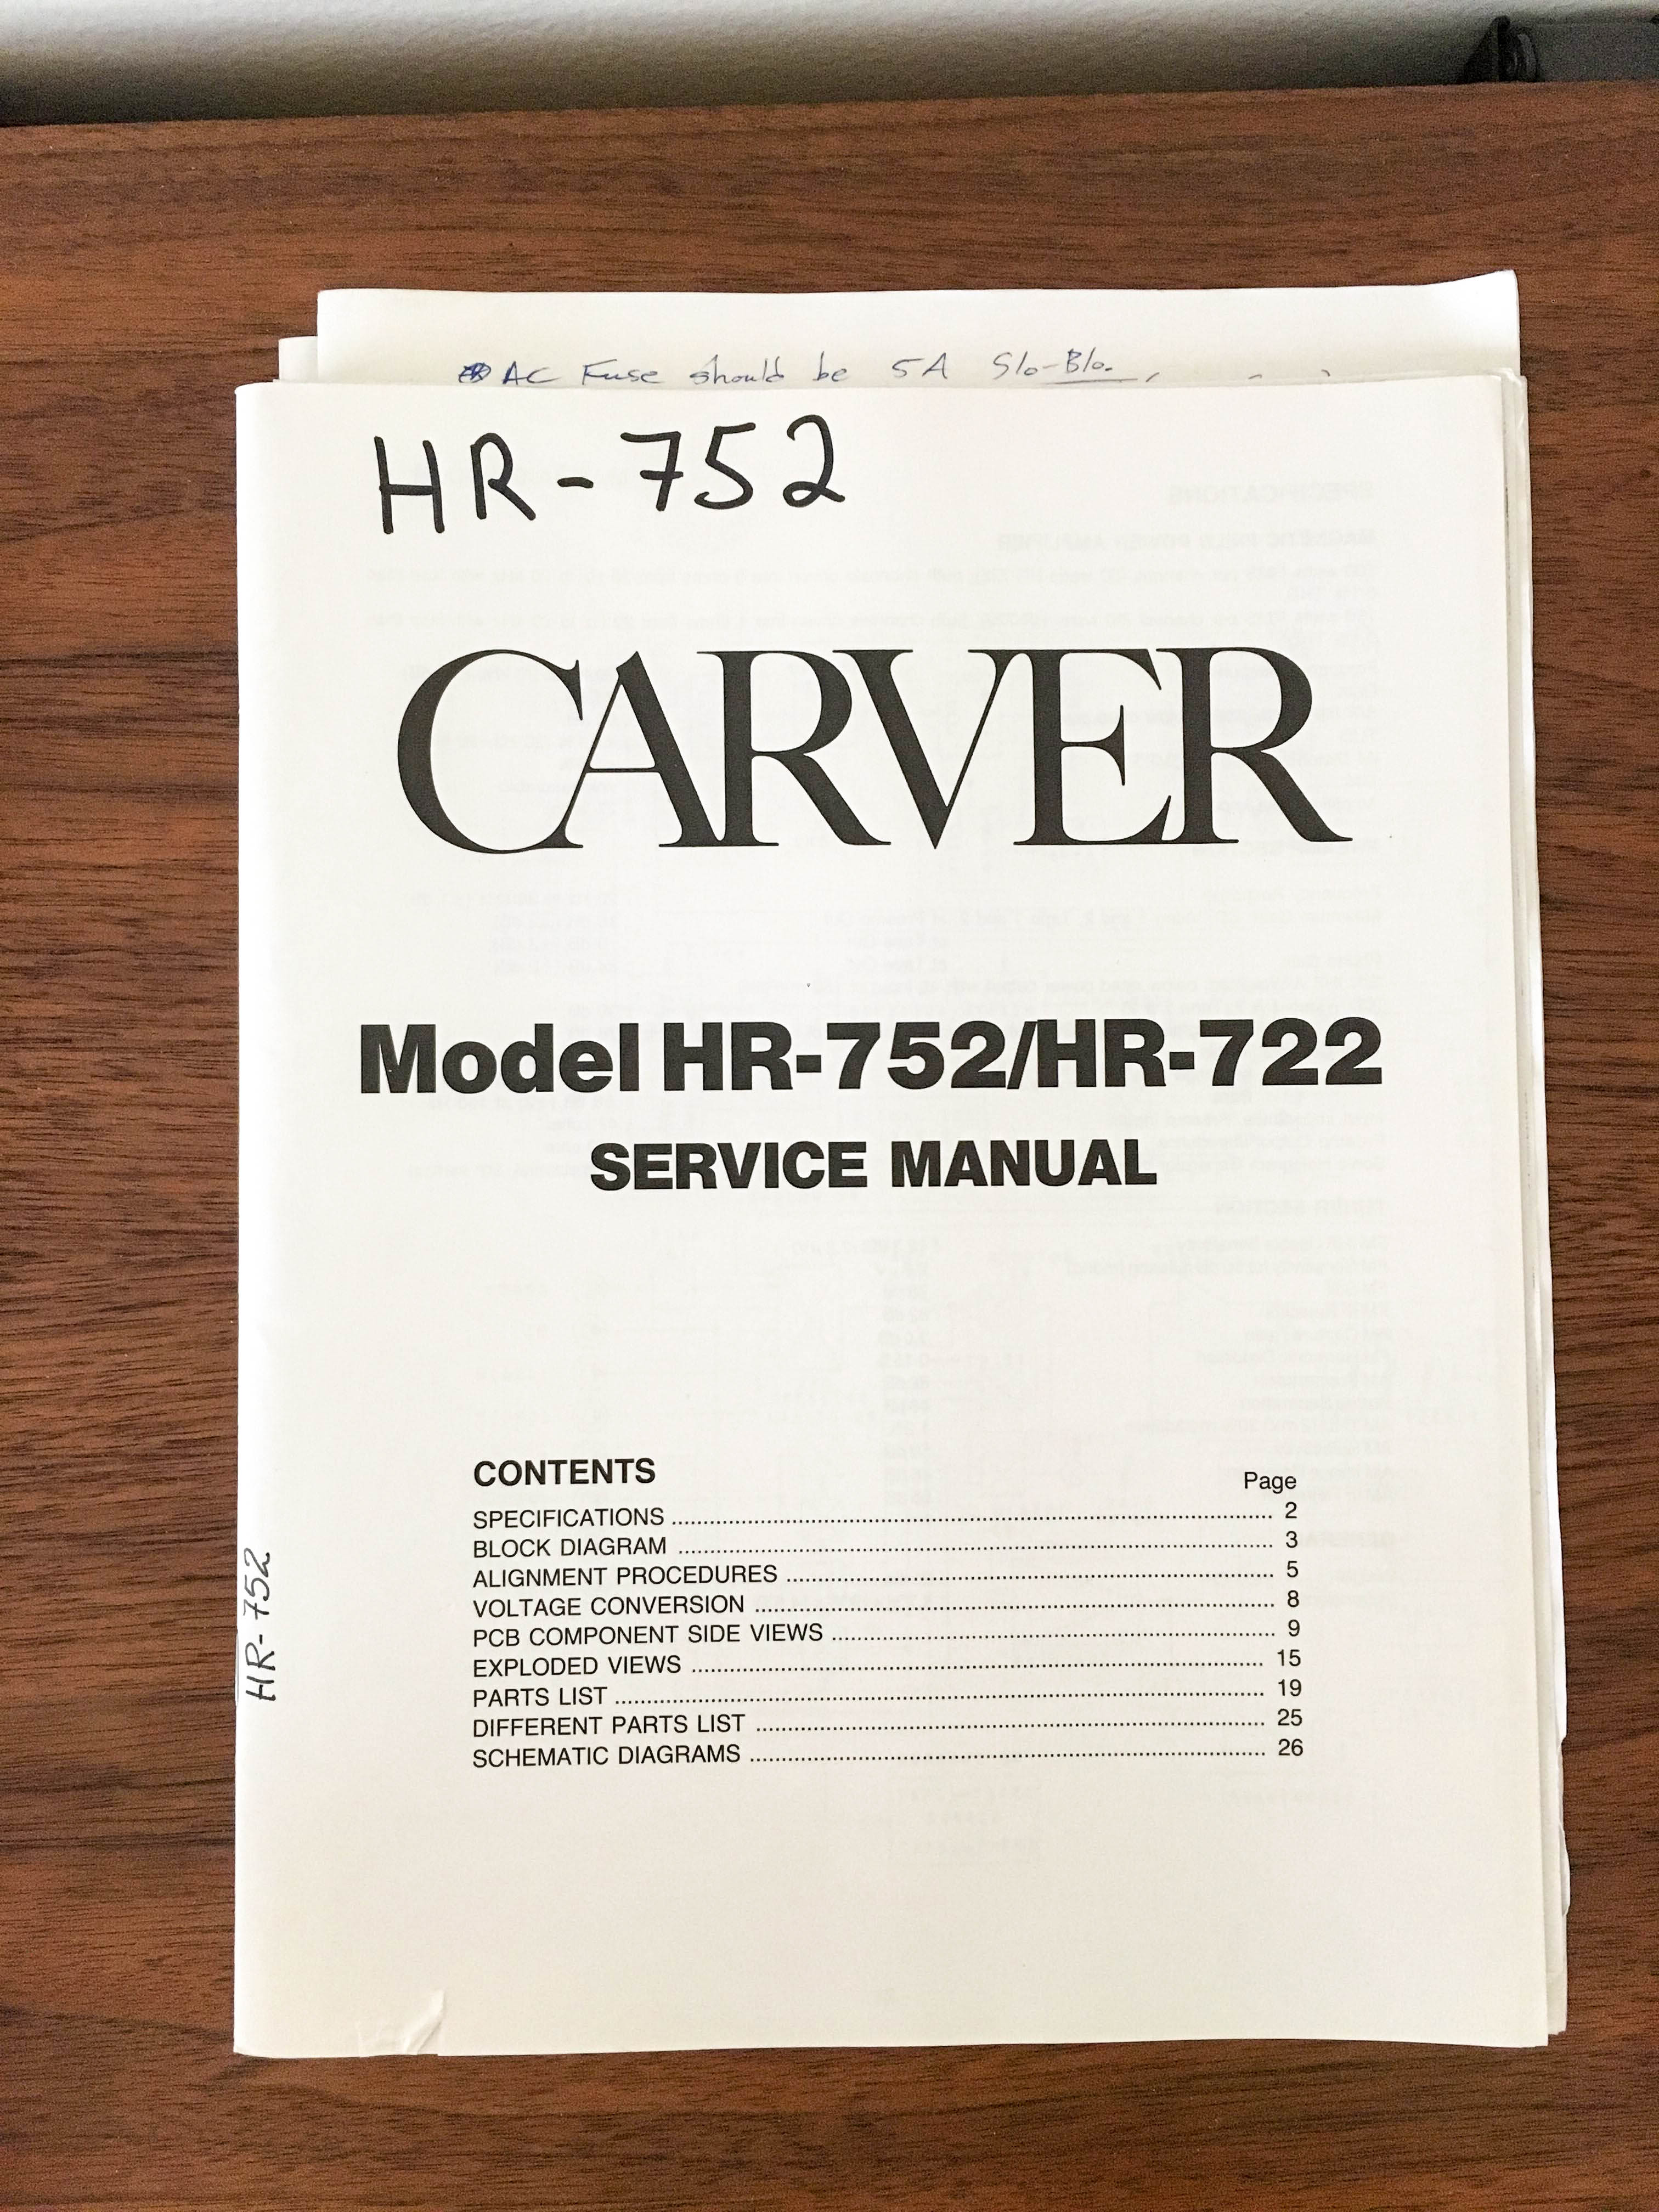 AC Fuse should be 5A Slo-Blo.
HR-752
CARVER
Model HR-752/HR-722
SERVICE MANUAL
CONTENTS
Page
SPECIFICATIONS ........ 2
BLOCK DIAGRAM ........ 3
ALIGNMENT PROCEDURES ........ 5
VOLTAGE CONVERSION ........ 8
PCB COMPONENT SIDE VIEWS ........ 9
EXPLODED VIEWS ........ 15
PARTS LIST ........ 19
DIFFERENT PARTS LIST ........ 25
SCHEMATIC DIAGRAMS ........ 26
HR-752